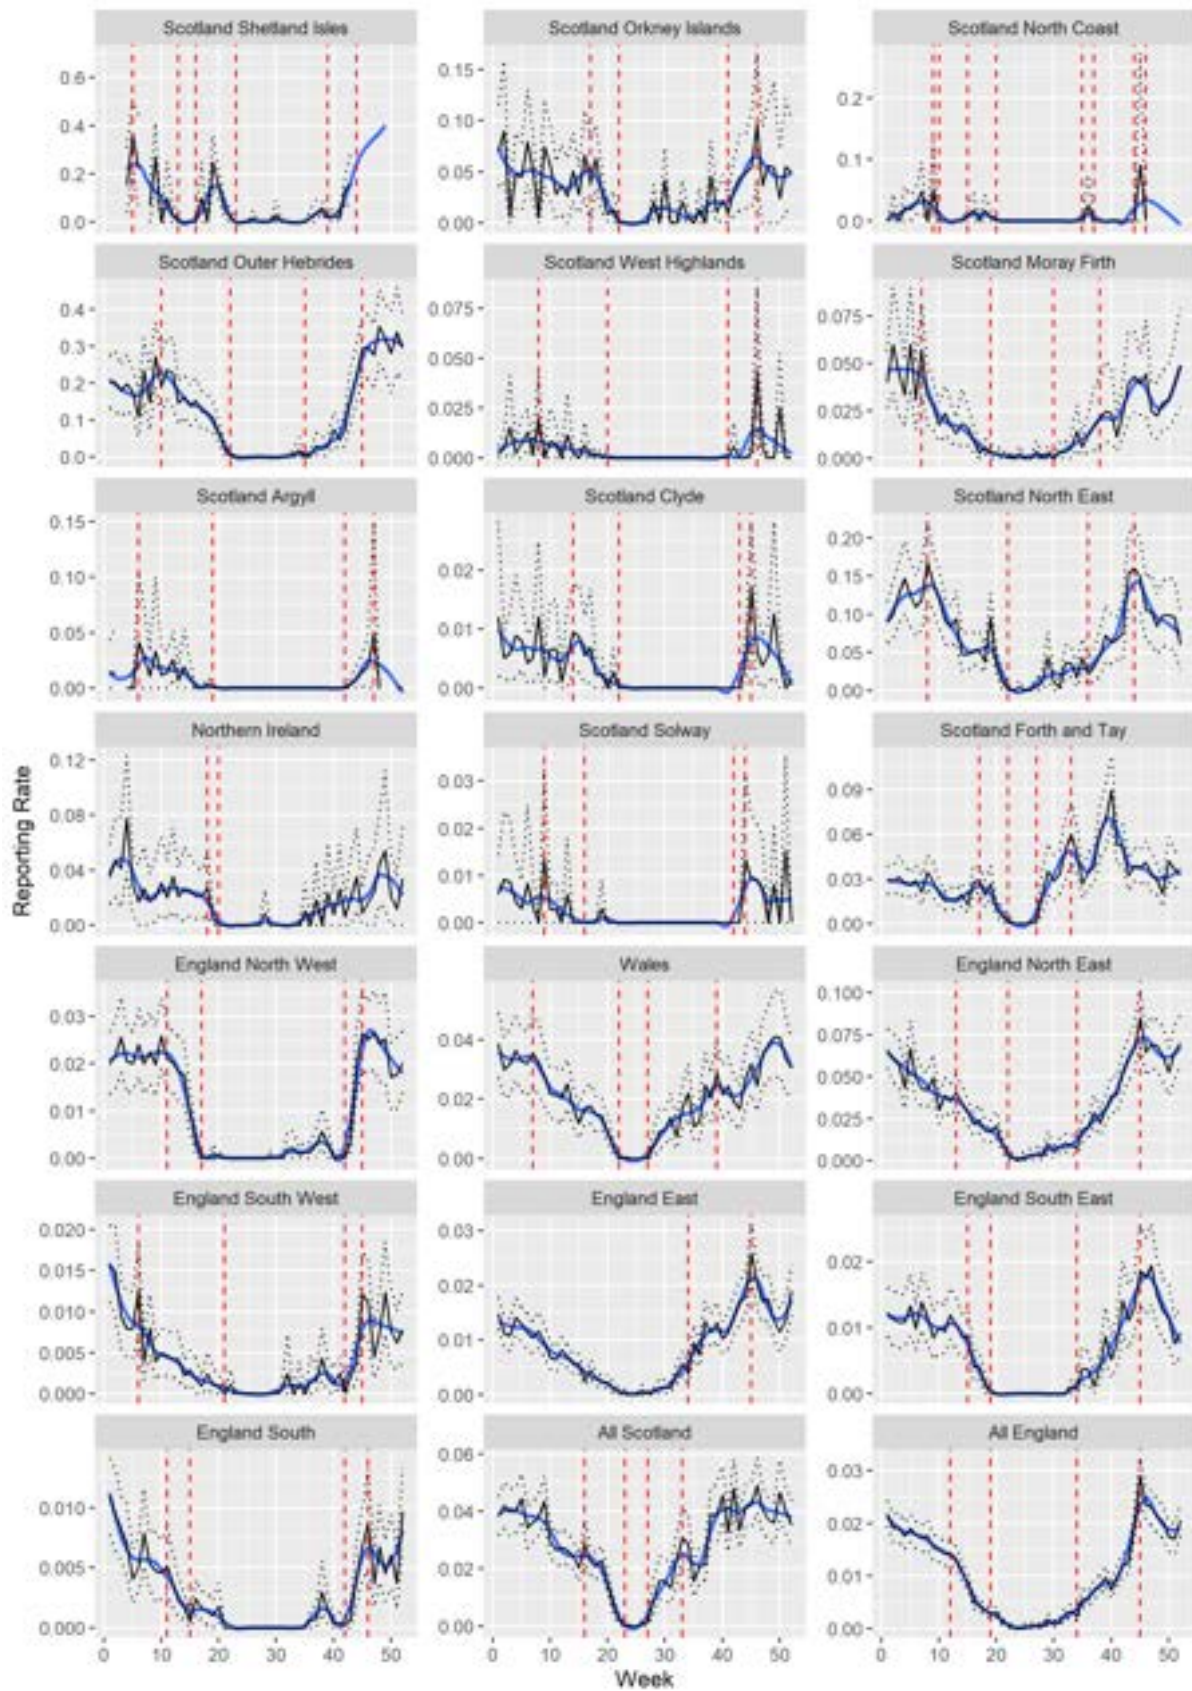 Scotland Shetland Isles Scotland Orkney Islands Scotland North Coast
0.6 0.15
0.2
0.4 0.10
0.1
0.2 0.05
0.0 0.00 0.0
Scotland Outer Hebrides Scotland West Highlands Scotland Moray Firth
0.4 0.075 0.075
0.3
0.050 0.050
0.2
0.025 0.025
0.1
0.0 0.000 0.000
Scotland Argyll Scotland Clyde Scotland North East
0.15
0.20
0.02
0.10 0.15
0.10
0.05 0.01
0.05
0.00 0.00 0.00
Northern Ireland Scotland Solway Scotland Forth and Tay
0.12
0.03 0.09
0.08
0.02 0.06
0.04 0.01 0.03
0.00 0.00 0.00
Reporting Rate
England North West Wales England North East
0.100
0.03
0.04 0.075
0.02
0.050
0.02
0.01 0.025
0.00 0.00 0.000
England South West England East England South East
0.020 0.03
0.02
0.015
0.02
0.010
0.01
0.005 0.01
0.000 0.00 0.00
England South All Scotland All England
0.06
0.03
0.010
0.04
0.02
0.005
0.02
0.01
0.000 0.00 0.00
0 10 20 30 40 50 0 10 20 30 40 50 0 10 20 30 40 50
Week